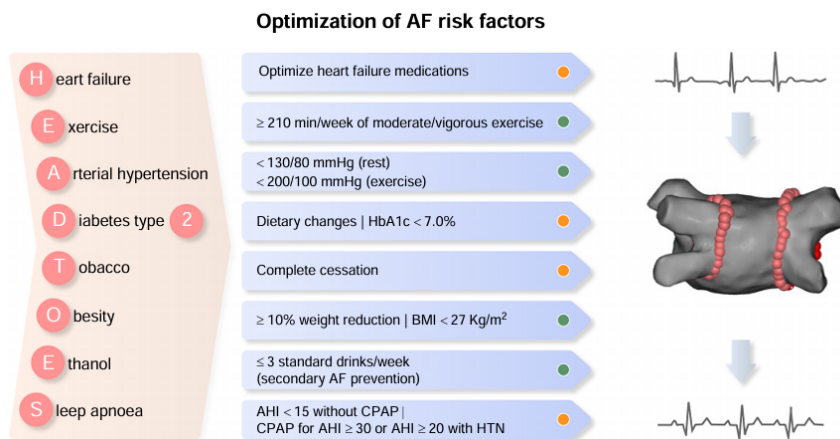 Optimization of AF risk factors
Heart failure
Optimize heart failure medications
Exercise
≥ 210 min/week of moderate/vigorous exercise
Arterial hypertension
< 130/80 mmHg (rest)
< 200/100 mmHg (exercise)
Diabetes type 2
Dietary changes | HbA1c < 7.0%
Tobacco
Complete cessation
Obesity
≥ 10% weight reduction | BMI < 27 Kg/m²
Ethanol
≤ 3 standard drinks/week
(secondary AF prevention)
Sleep apnoea
AHI < 15 without CPAP |
CPAP for AHI ≥ 30 or AHI ≥ 20 with HTN